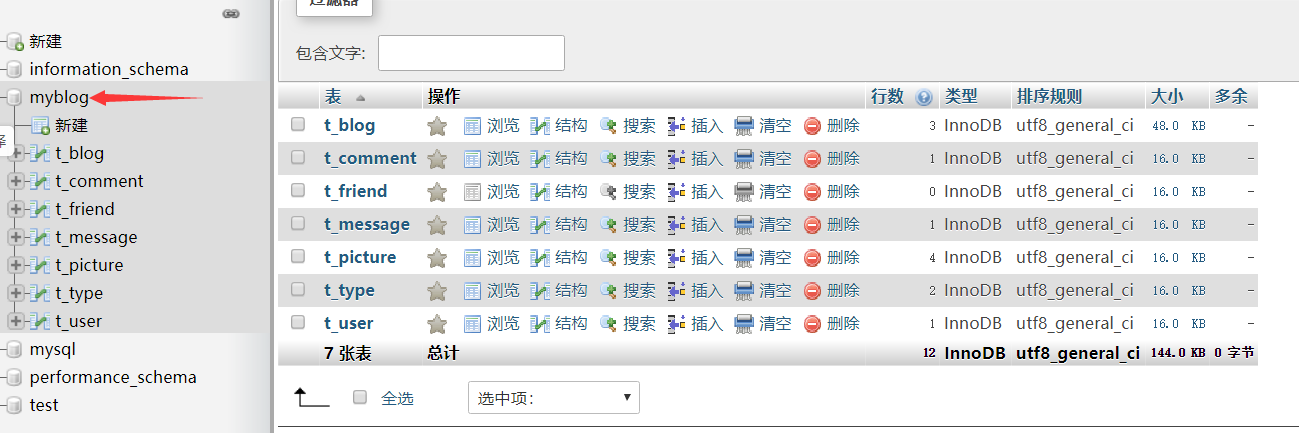 新建
information_schema
myblog
新建
t_blog
t_comment
t_friend
t_message
t_picture
t_type
t_user
mysql
performance_schema
test
过滤器
包含文字:
表 操作 行数 类型 排序规则 大小 多余
t_blog 浏览 结构 搜索 插入 清空 删除 3 InnoDB utf8_general_ci 48.0 KB -
t_comment 浏览 结构 搜索 插入 清空 删除 1 InnoDB utf8_general_ci 16.0 KB -
t_friend 浏览 结构 搜索 插入 清空 删除 0 InnoDB utf8_general_ci 16.0 KB -
t_message 浏览 结构 搜索 插入 清空 删除 1 InnoDB utf8_general_ci 16.0 KB -
t_picture 浏览 结构 搜索 插入 清空 删除 4 InnoDB utf8_general_ci 16.0 KB -
t_type 浏览 结构 搜索 插入 清空 删除 2 InnoDB utf8_general_ci 16.0 KB -
t_user 浏览 结构 搜索 插入 清空 删除 1 InnoDB utf8_general_ci 16.0 KB -
7 张表 总计 12 InnoDB utf8_general_ci 144.0 KB 0 字节
全选 选中项：